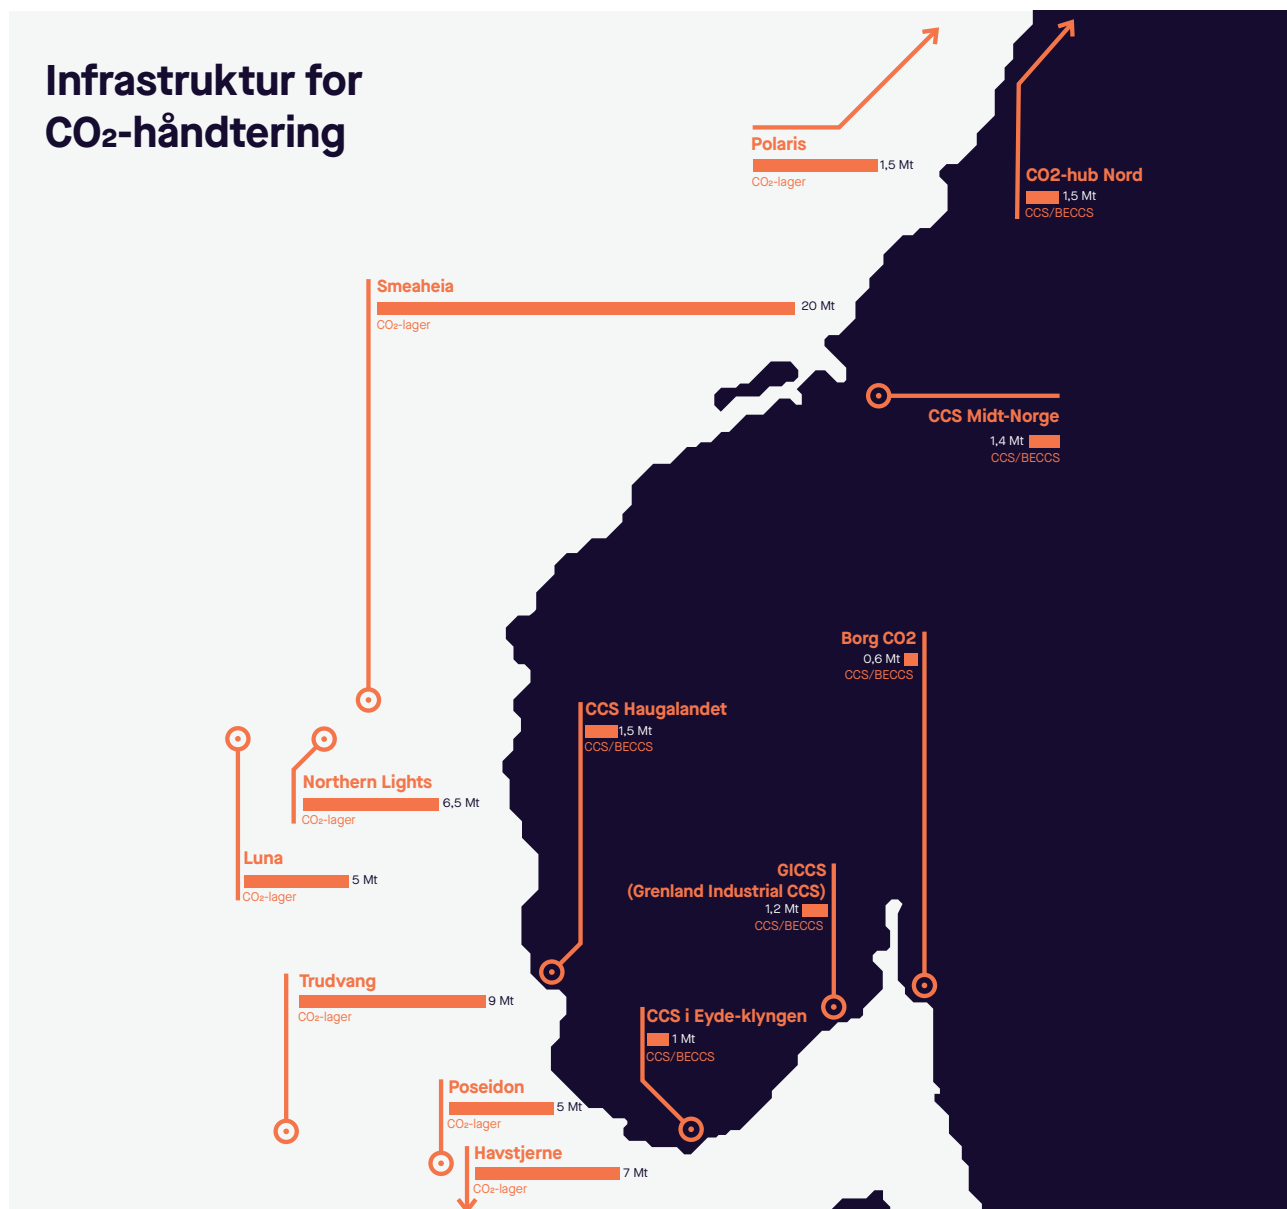 Infrastruktur for
CO₂-håndtering
Polaris
1,5 Mt
CO₂-lager
CO2-hub Nord
1,5 Mt
CCS/BECCS
Smeaheia
20 Mt
CO₂-lager
CCS Midt-Norge
1,4 Mt
CCS/BECCS
Borg CO2
0,6 Mt
CCS/BECCS
CCS Haugalandet
1,5 Mt
CCS/BECCS
Northern Lights
6,5 Mt
CO₂-lager
Luna
5 Mt
CO₂-lager
GICCS
(Grenland Industrial CCS)
1,2 Mt
CCS/BECCS
Trudvang
9 Mt
CO₂-lager
CCS i Eyde-klyngen
1 Mt
CCS/BECCS
Poseidon
5 Mt
CO₂-lager
Havstjerne
7 Mt
CO₂-lager